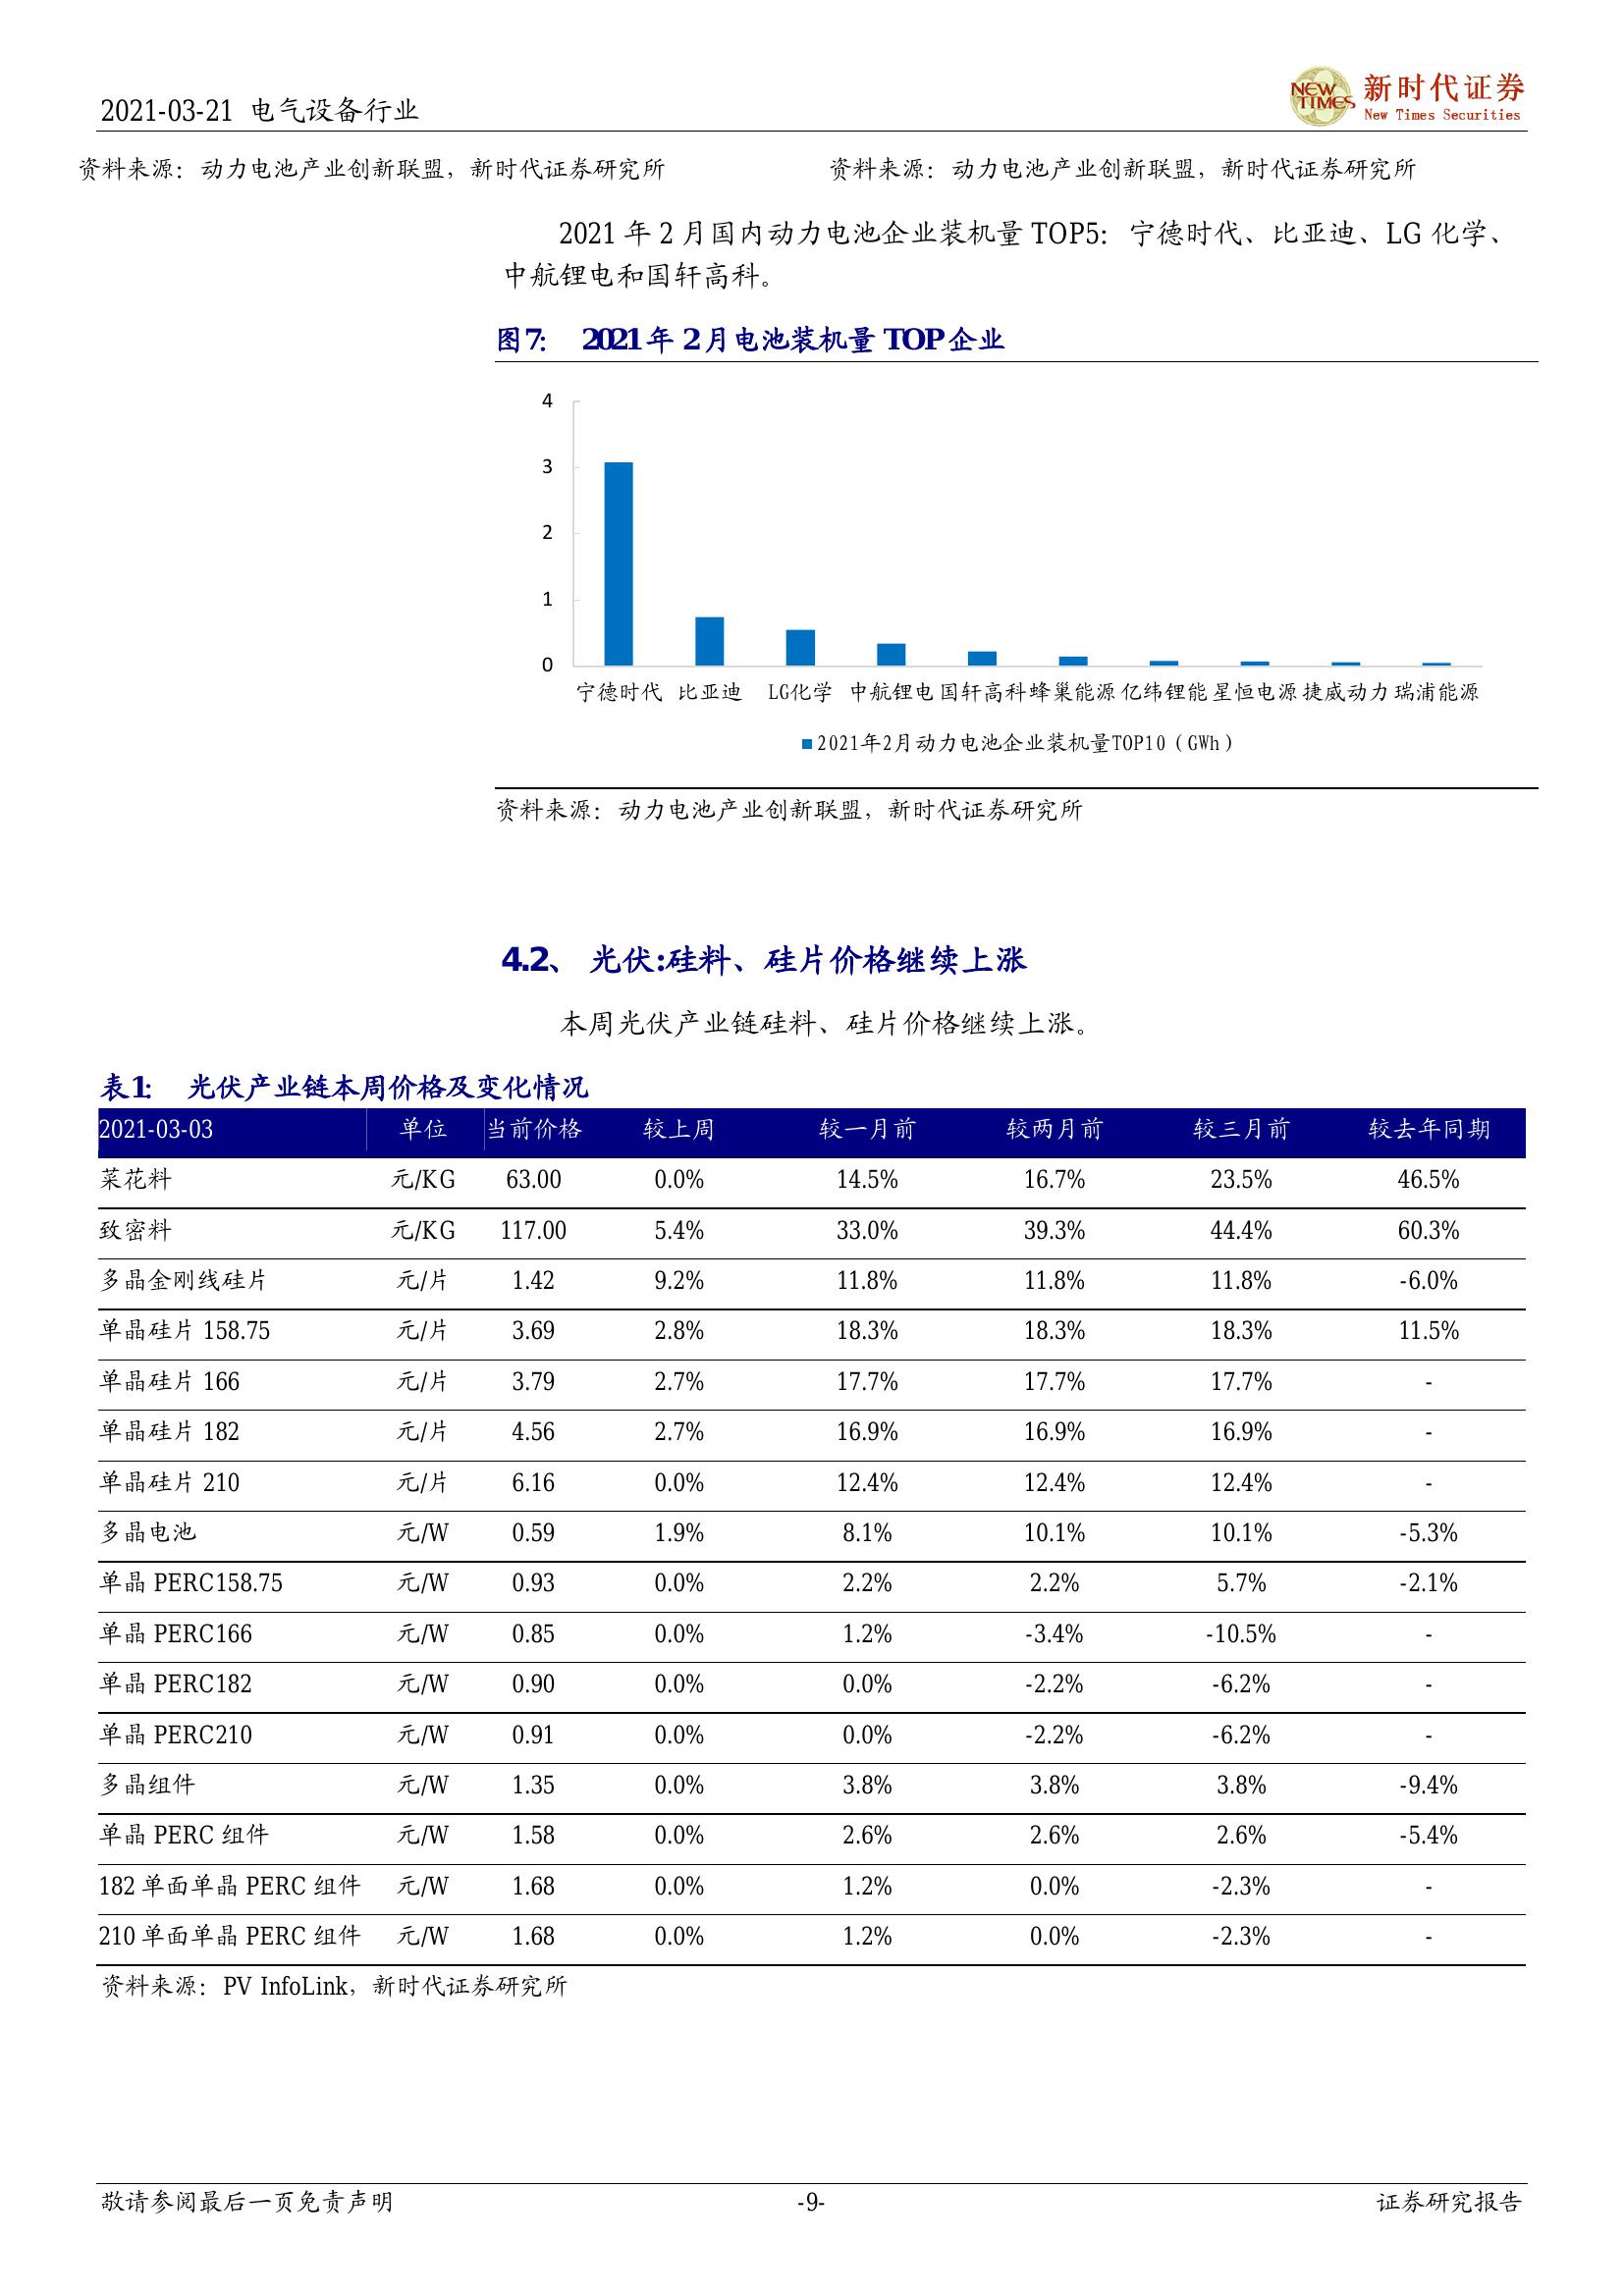 2021-03-21 电气设备行业
NEW TIMES 新时代证券
New Times Securities
资料来源：动力电池产业创新联盟，新时代证券研究所 资料来源：动力电池产业创新联盟，新时代证券研究所
2021 年 2 月国内动力电池企业装机量 TOP5：宁德时代、比亚迪、LG 化学、
中航锂电和国轩高科。
图 7： 2021 年 2 月电池装机量 TOP 企业
4
3
2
1
0
宁德时代 比亚迪 LG化学 中航锂电 国轩高科 蜂巢能源 亿纬锂能 星恒电源 捷威动力 瑞浦能源
2021年2月动力电池企业装机量TOP10（GWh）
资料来源：动力电池产业创新联盟，新时代证券研究所
4.2、 光伏:硅料、硅片价格继续上涨
本周光伏产业链硅料、硅片价格继续上涨。
表 1： 光伏产业链本周价格及变化情况
2021-03-03 单位 当前价格 较上周 较一月前 较两月前 较三月前 较去年同期
菜花料 元/KG 63.00 0.0% 14.5% 16.7% 23.5% 46.5%
致密料 元/KG 117.00 5.4% 33.0% 39.3% 44.4% 60.3%
多晶金刚线硅片 元/片 1.42 9.2% 11.8% 11.8% 11.8% -6.0%
单晶硅片 158.75 元/片 3.69 2.8% 18.3% 18.3% 18.3% 11.5%
单晶硅片 166 元/片 3.79 2.7% 17.7% 17.7% 17.7% -
单晶硅片 182 元/片 4.56 2.7% 16.9% 16.9% 16.9% -
单晶硅片 210 元/片 6.16 0.0% 12.4% 12.4% 12.4% -
多晶电池 元/W 0.59 1.9% 8.1% 10.1% 10.1% -5.3%
单晶 PERC158.75 元/W 0.93 0.0% 2.2% 2.2% 5.7% -2.1%
单晶 PERC166 元/W 0.85 0.0% 1.2% -3.4% -10.5% -
单晶 PERC182 元/W 0.90 0.0% 0.0% -2.2% -6.2% -
单晶 PERC210 元/W 0.91 0.0% 0.0% -2.2% -6.2% -
多晶组件 元/W 1.35 0.0% 3.8% 3.8% 3.8% -9.4%
单晶 PERC 组件 元/W 1.58 0.0% 2.6% 2.6% 2.6% -5.4%
182 单面单晶 PERC 组件 元/W 1.68 0.0% 1.2% 0.0% -2.3% -
210 单面单晶 PERC 组件 元/W 1.68 0.0% 1.2% 0.0% -2.3% -
资料来源：PV InfoLink，新时代证券研究所
敬请参阅最后一页免责声明 -9- 证券研究报告